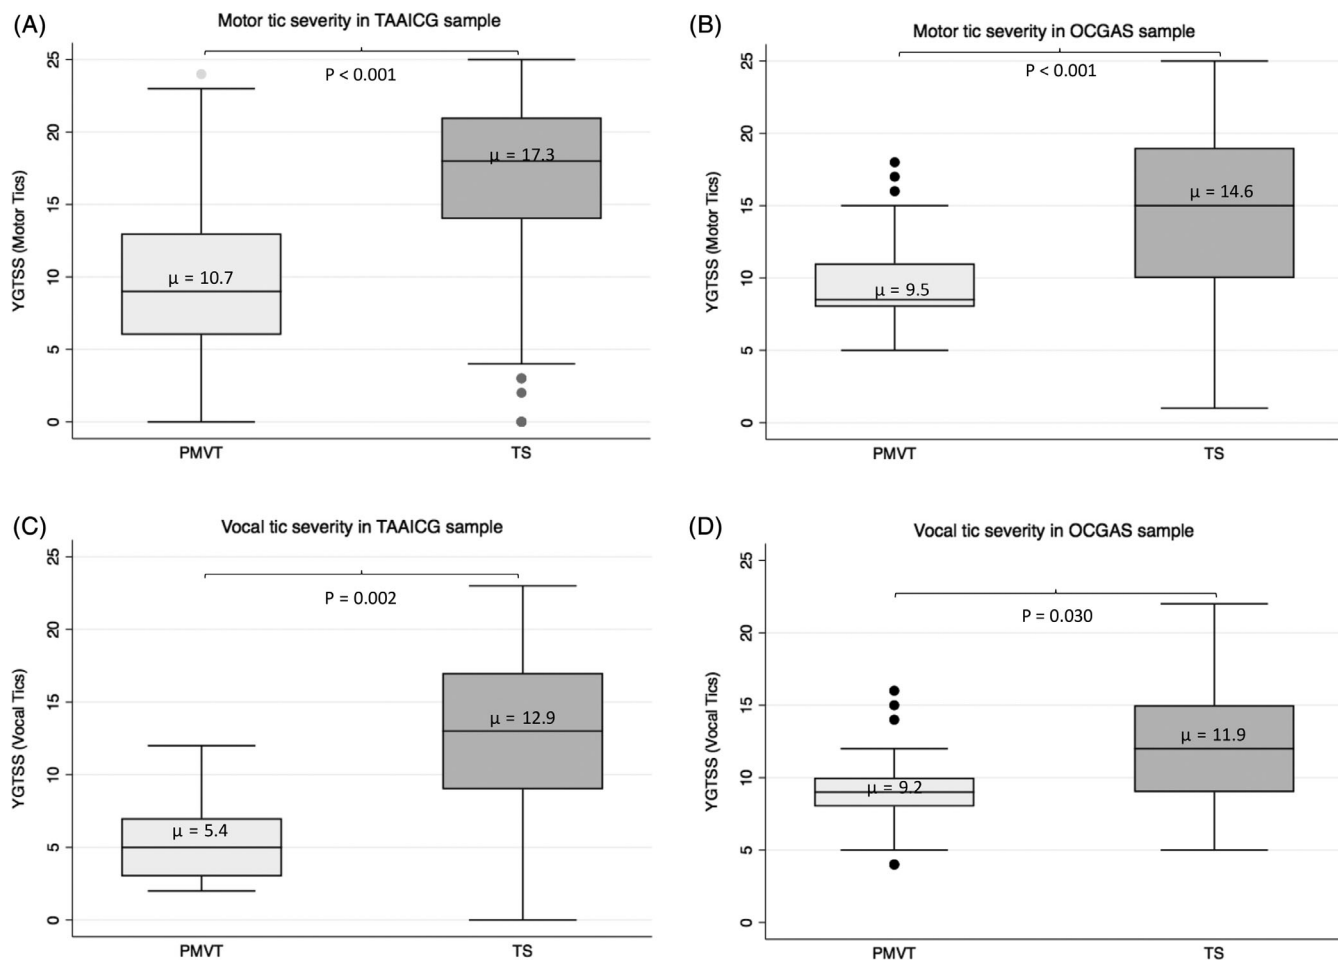 (A)
Motor tic severity in TAAICG sample
P < 0.001
YGTSS (Motor Tics)
25
20
15
10
5
0
μ = 10.7
μ = 17.3
PMVT
TS
(B)
Motor tic severity in OCGAS sample
P < 0.001
YGTSS (Motor Tics)
25
20
15
10
5
0
μ = 9.5
μ = 14.6
PMVT
TS
(C)
Vocal tic severity in TAAICG sample
P = 0.002
YGTSS (Vocal Tics)
25
20
15
10
5
0
μ = 5.4
μ = 12.9
PMVT
TS
(D)
Vocal tic severity in OCGAS sample
P = 0.030
YGTSS (Vocal Tics)
25
20
15
10
5
0
μ = 9.2
μ = 11.9
PMVT
TS